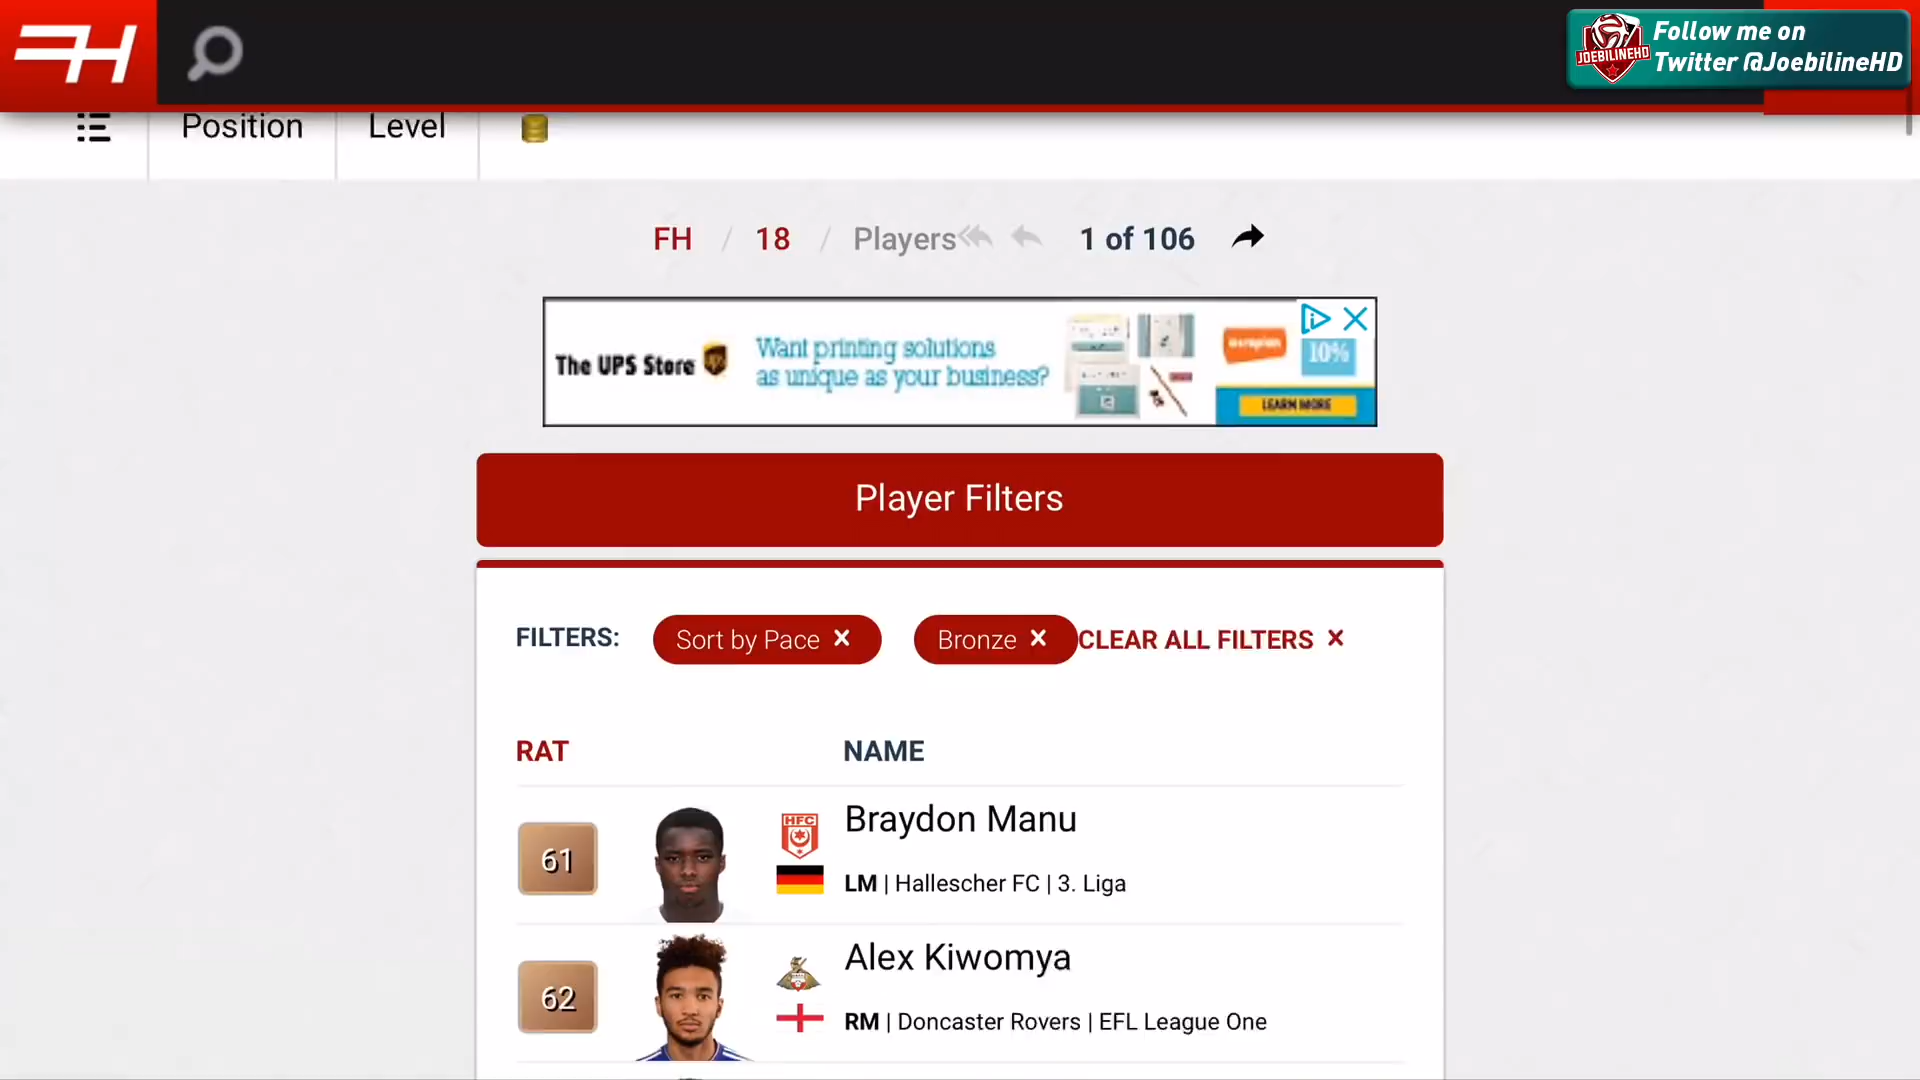 FH
Follow me on
JOEBILINEHD
Twitter @JoebilineHD
Position
Level
FH / 18 / Players
1 of 106
The UPS Store
Want printing solutions
as unique as your business?
10%
LEARN MORE
Player Filters
FILTERS:
Sort by Pace ×
Bronze ×
CLEAR ALL FILTERS ×
RAT
NAME
61
HFC
Braydon Manu
LM | Hallescher FC | 3. Liga
62
Alex Kiwomya
RM | Doncaster Rovers | EFL League One